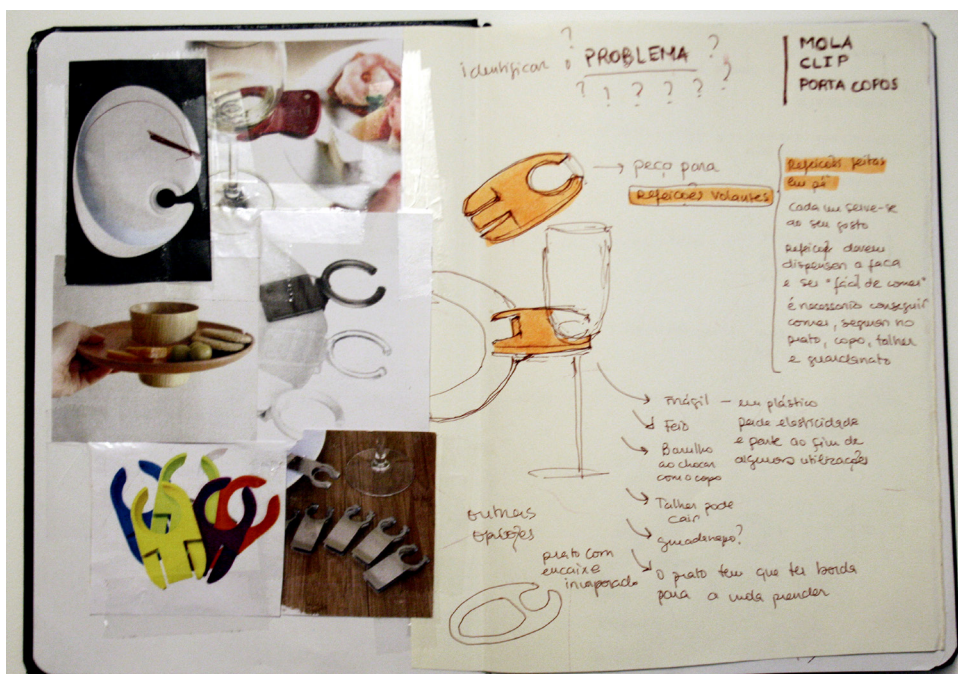 identificar o PROBLEMA
? ? ? ? ? ? ? ? ?
MOLA
CLIP
PORTA COPOS
→ peça para
Refeições Volantes
Refeições feitas
em pé
Cada um serve-se
ao seu gosto
Refeições devem
dispensar a faca
e ser "fácil de comer"
é necessario conseguir
comer, segurar no
prato, copo, talher
e guardanapo
Frágil — em plástico
perde elasticidade
e parte ao fim de
algumas utilizações
Feio
Barulho
ao chocar
com o copo
Talher pode
cair
guardanapo?
O prato tem que ter borda
para a mola prender
outras
opções
prato com
encaixe
incorporado